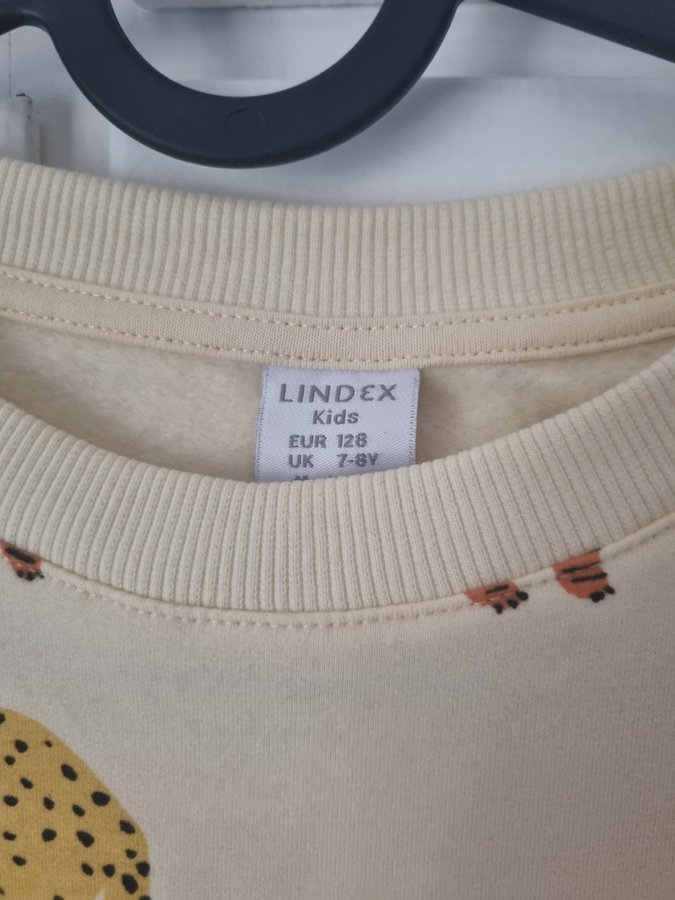 LINDEX
Kids
EUR 128
UK 7-8Y